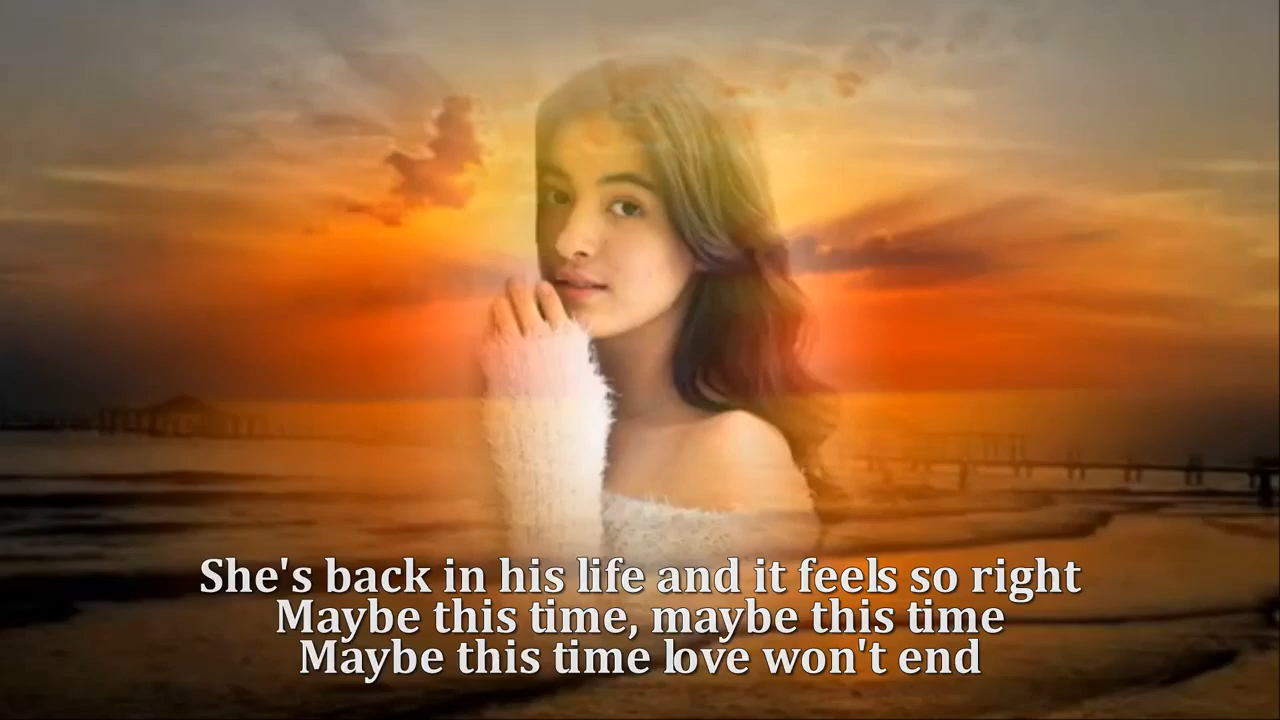 She's back in his life and it feels so right
Maybe this time, maybe this time
Maybe this time love won't end